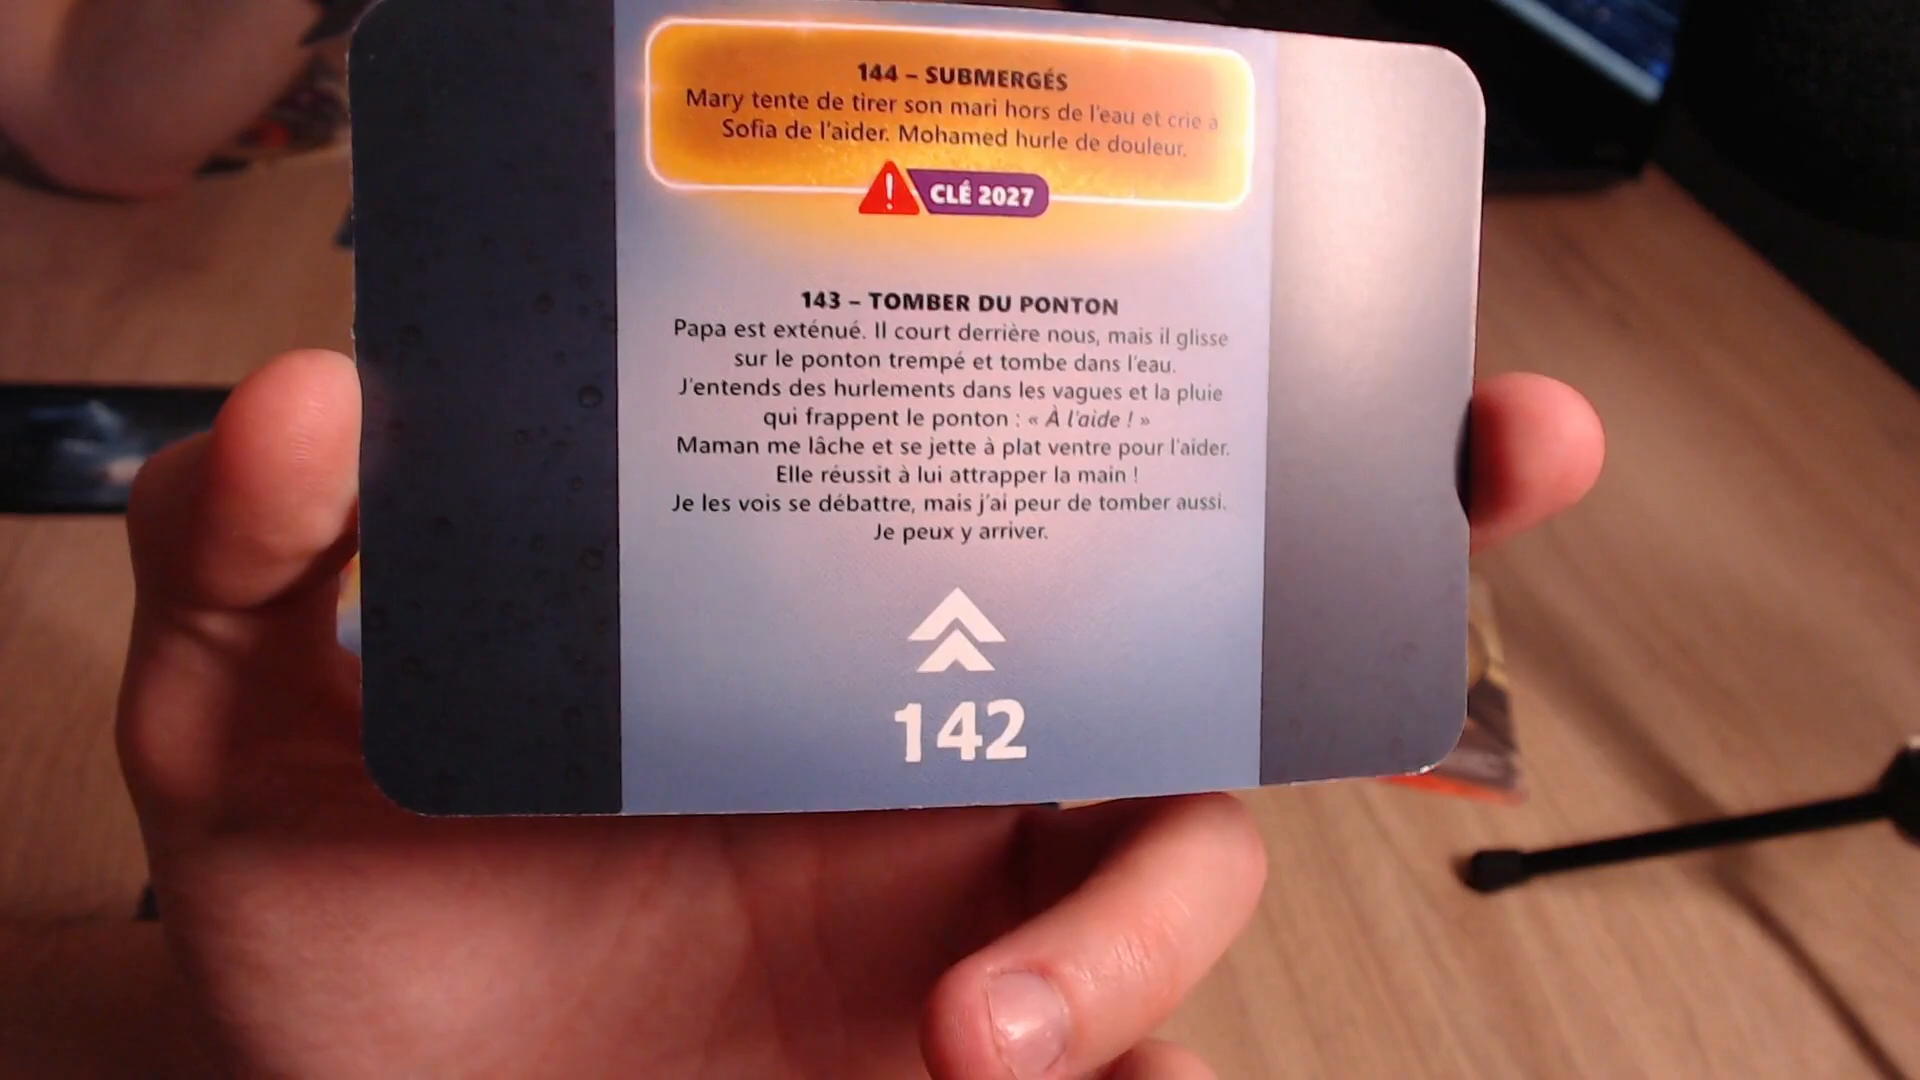 144 – SUBMERGÉS
Mary tente de tirer son mari hors de l'eau et crie à
Sofia de l'aider. Mohamed hurle de douleur.
! CLÉ 2027
143 – TOMBER DU PONTON
Papa est exténué. Il court derrière nous, mais il glisse
sur le ponton trempé et tombe dans l'eau.
J'entends des hurlements dans les vagues et la pluie
qui frappent le ponton : « À l'aide ! »
Maman me lâche et se jette à plat ventre pour l'aider.
Elle réussit à lui attrapper la main !
Je les vois se débattre, mais j'ai peur de tomber aussi.
Je peux y arriver.
142